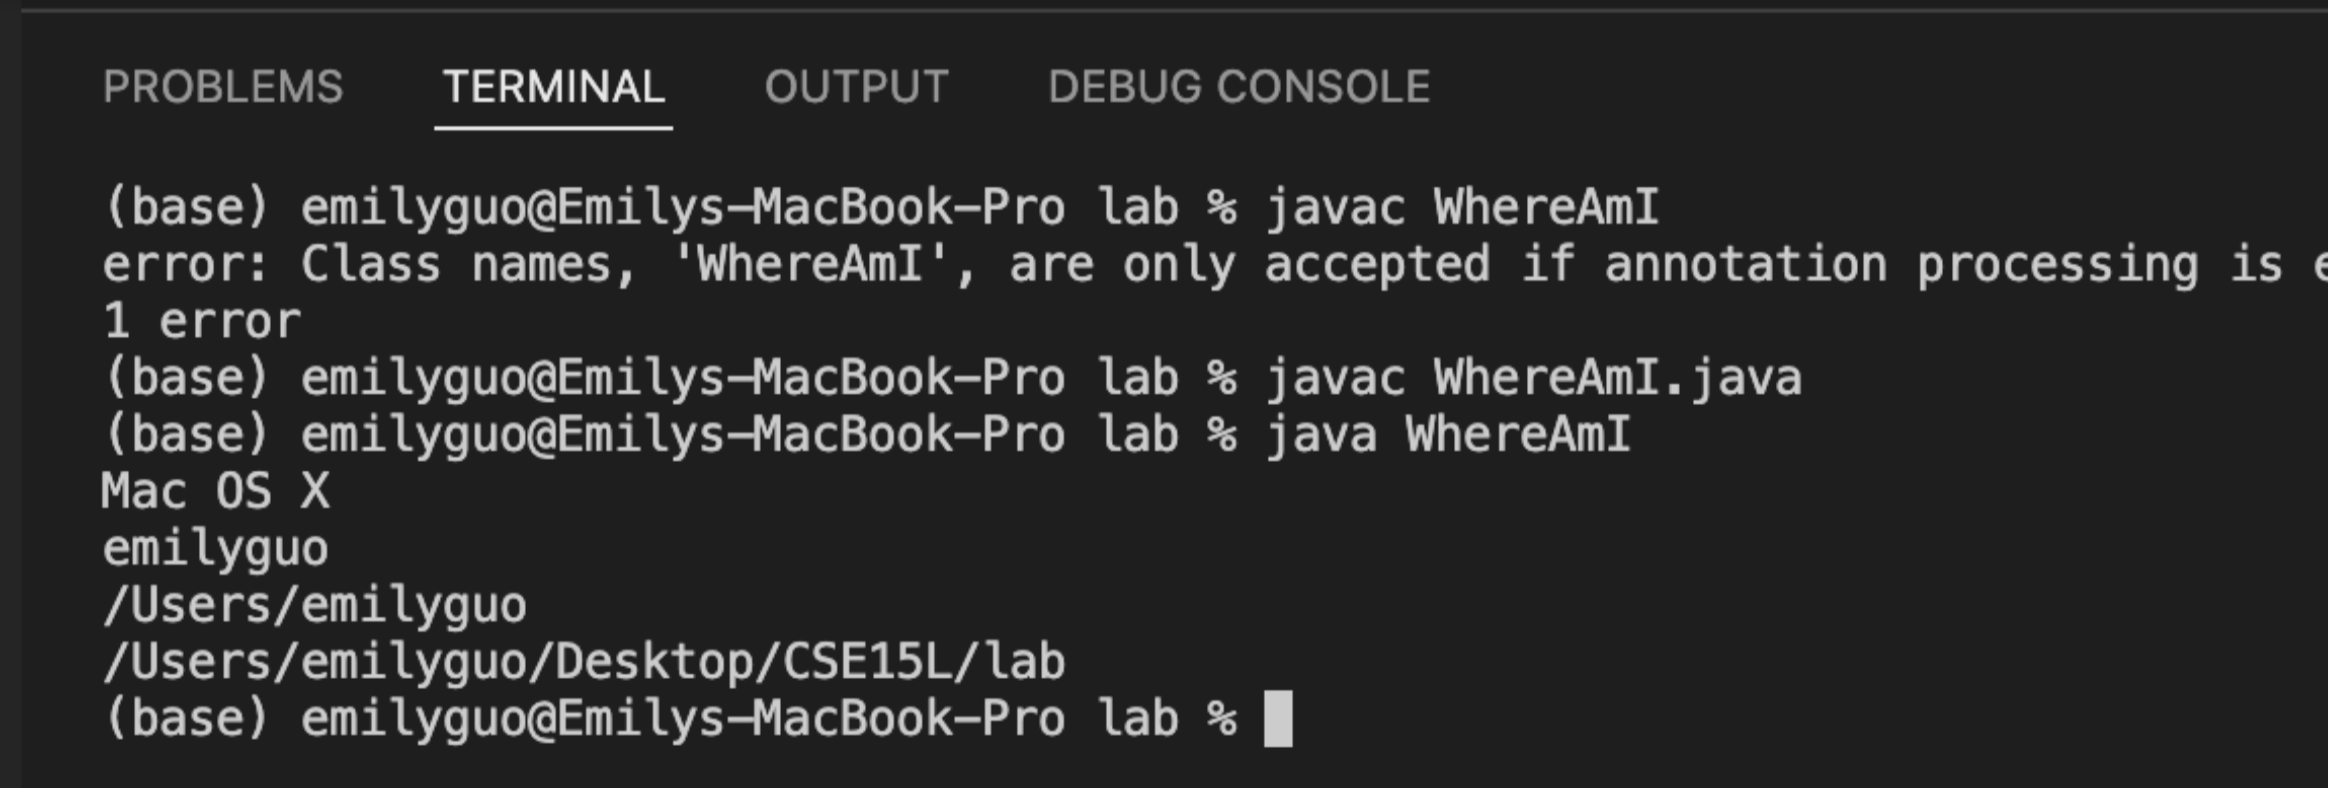 PROBLEMS TERMINAL OUTPUT DEBUG CONSOLE
(base) emilyguo@Emilys-MacBook-Pro lab % javac WhereAmI
error: Class names, 'WhereAmI', are only accepted if annotation processing is
1 error
(base) emilyguo@Emilys-MacBook-Pro lab % javac WhereAmI.java
(base) emilyguo@Emilys-MacBook-Pro lab % java WhereAmI
Mac OS X
emilyguo
/Users/emilyguo
/Users/emilyguo/Desktop/CSE15L/lab
(base) emilyguo@Emilys-MacBook-Pro lab %